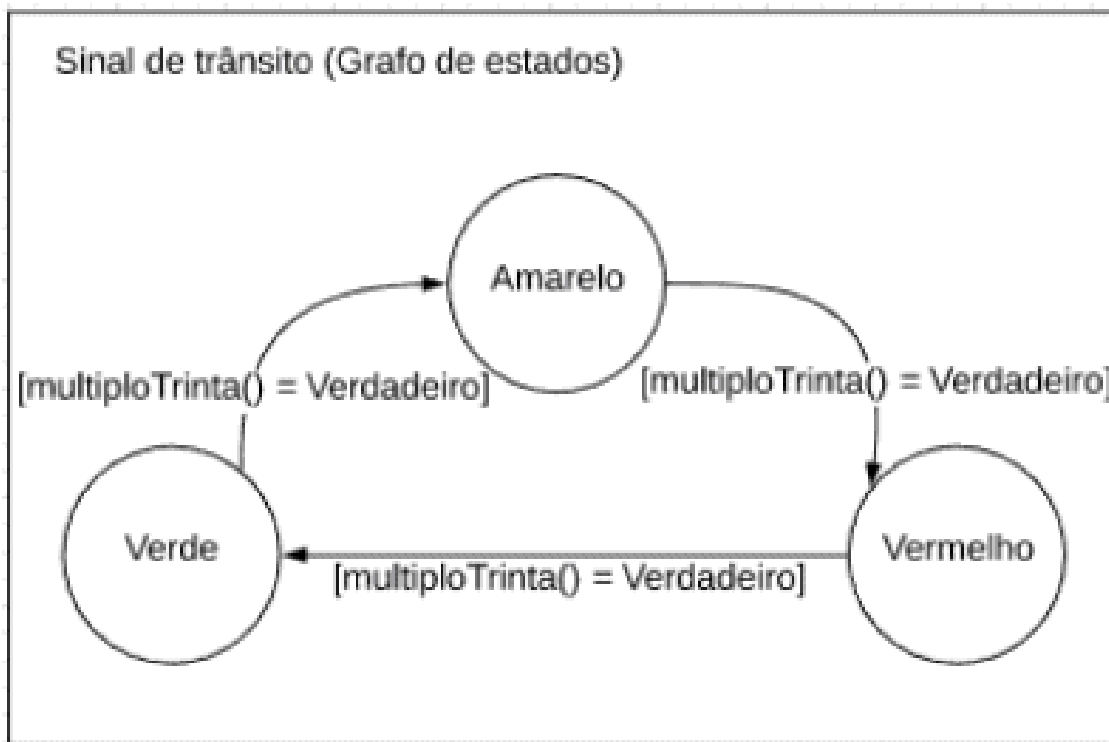 Sinal de trânsito (Grafo de estados)
Amarelo
[multiploTrinta() = Verdadeiro]
[multiploTrinta() = Verdadeiro]
Verde
Vermelho
[multiploTrinta() = Verdadeiro]